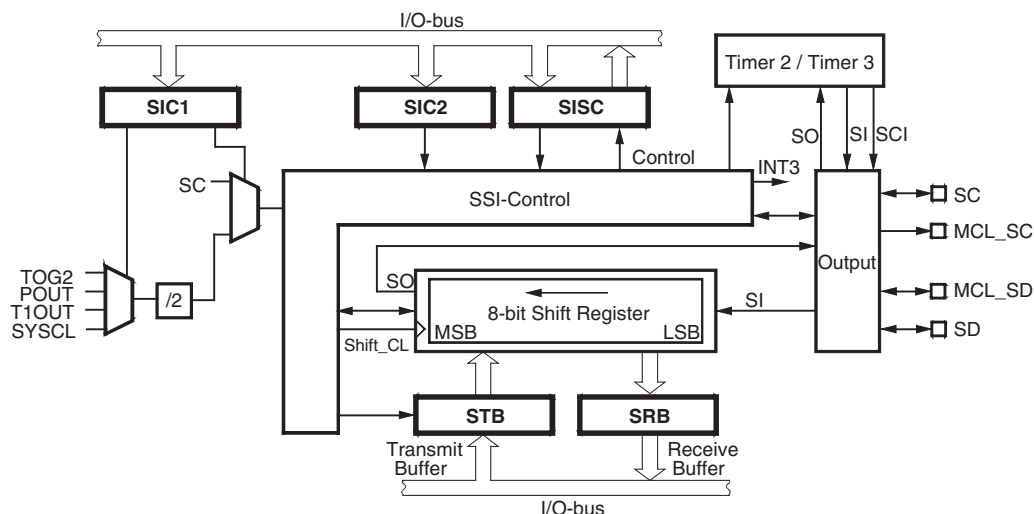 I/O-bus
Timer 2 / Timer 3
SIC1
SIC2
SISC
SO
SI
SCI
Control
INT3
SC
SSI-Control
SC
MCL_SC
Output
TOG2
POUT
T1OUT
SYSCL
/2
SO
8-bit Shift Register
MSB
LSB
SI
MCL_SD
SD
Shift_CL
STB
SRB
Transmit
Buffer
Receive
Buffer
I/O-bus